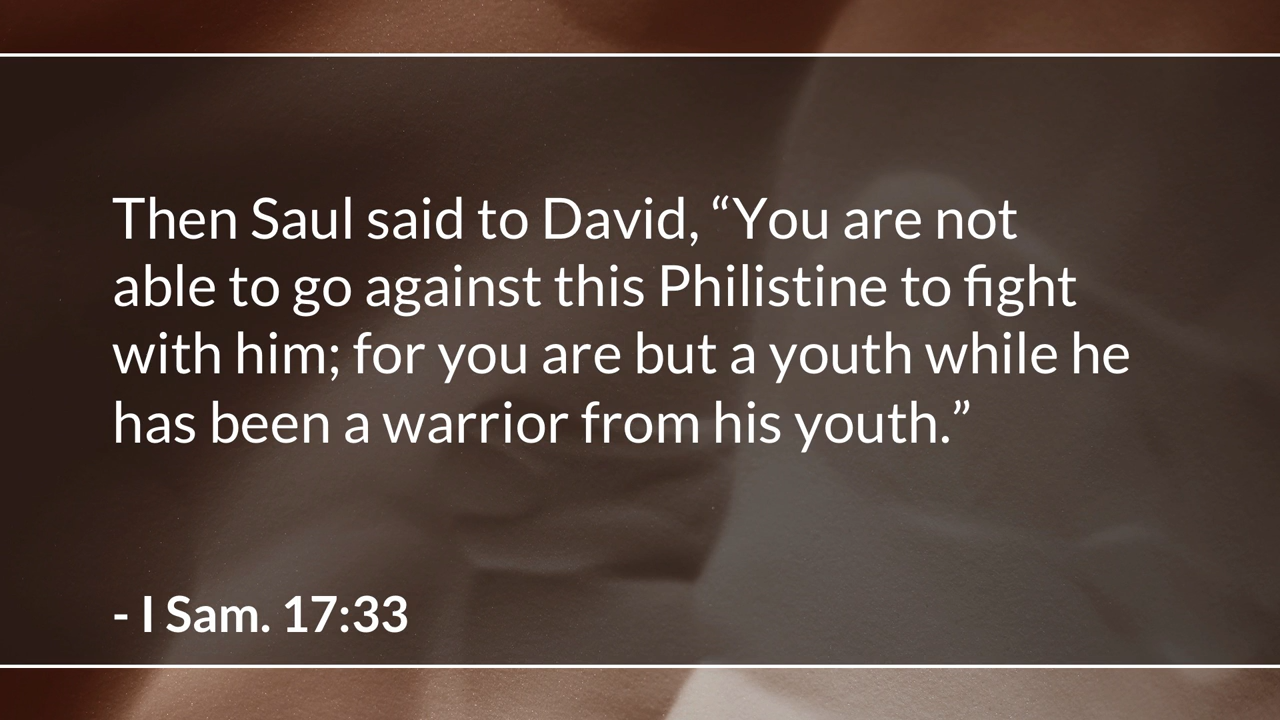 Then Saul said to David, “You are not
able to go against this Philistine to fight
with him; for you are but a youth while he
has been a warrior from his youth.”
- I Sam. 17:33